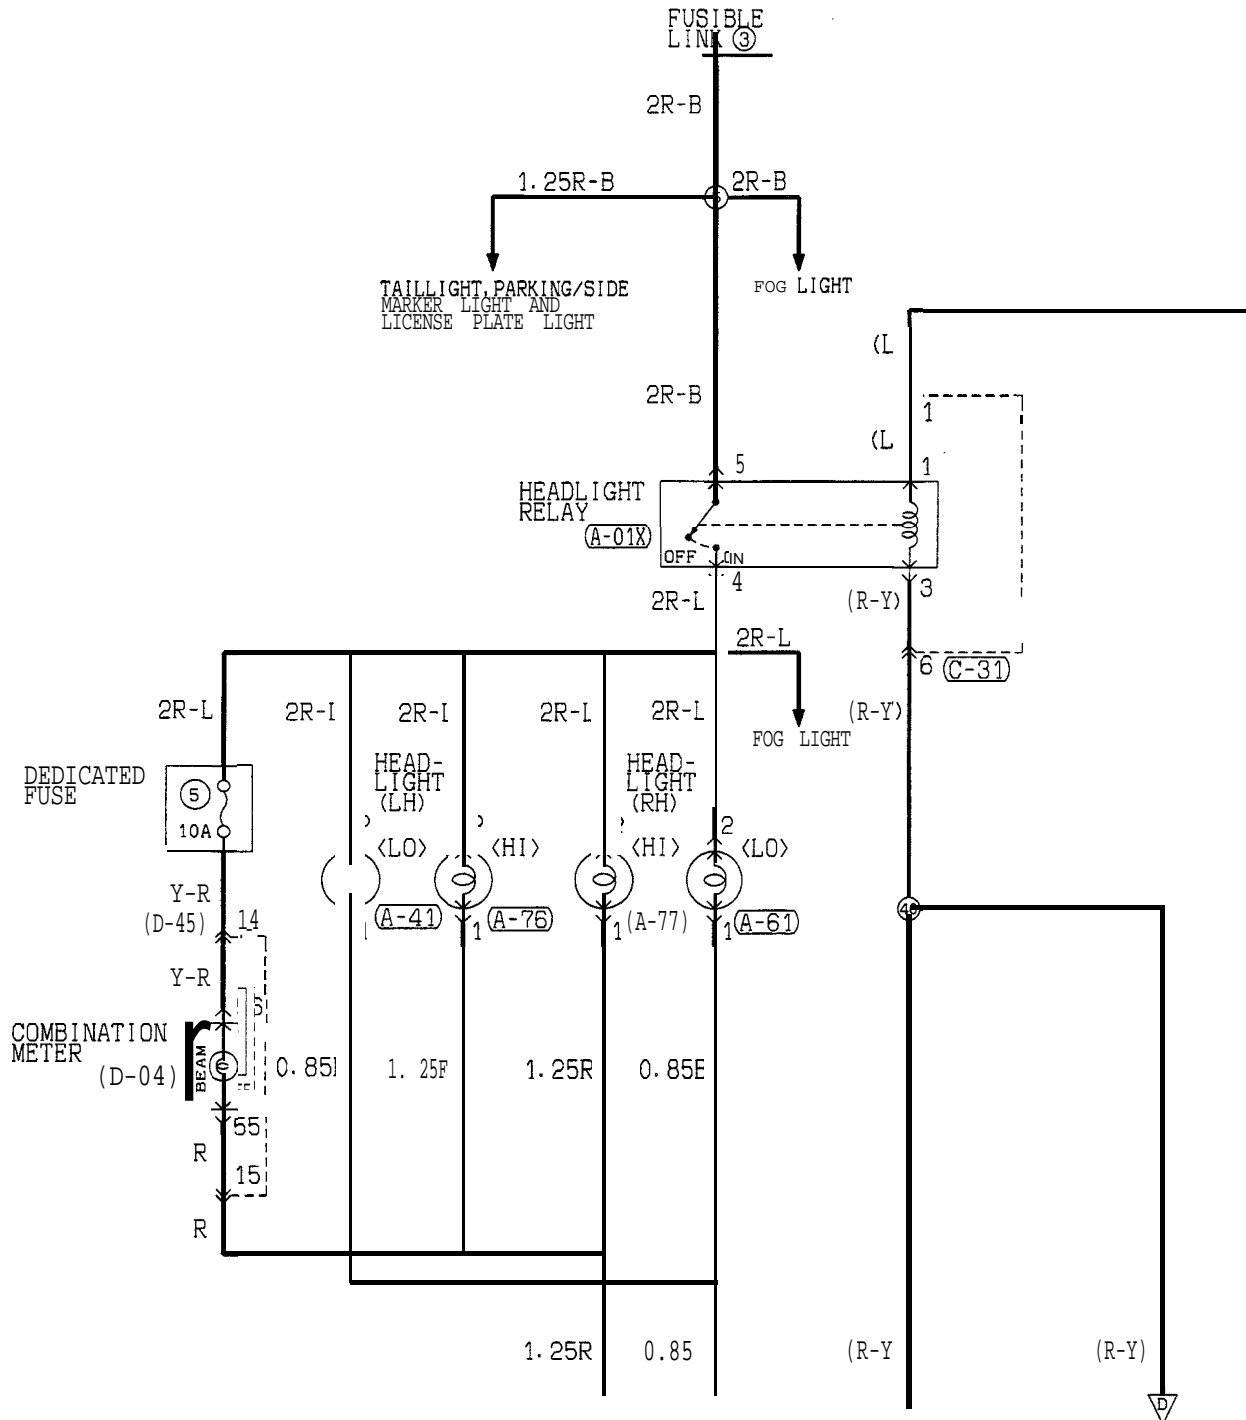 FUSIBLE
LINK ③
2R-B
1.25R-B
2R-B
TAILLIGHT,PARKING/SIDE
MARKER LIGHT AND
LICENSE PLATE LIGHT
FOG LIGHT
(L
2R-B
1
(L
5
1
HEADLIGHT
RELAY
(A-01X)
OFF
4
3
2R-L
(R-Y)
2R-L
6
(C-31)
2R-L
2R-
2R-
2R-
2R-L
(R-Y)
FOG LIGHT
DEDICATED
FUSE
⑤
10A
HEAD-
LIGHT
(LH)
HEAD-
LIGHT
(RH)
2
<LO>
<HI>
<HI>
<LO>
Y-R
(D-45)
14
(A-41)
1
(A-76)
1
(A-77)
1
(A-61)
Y-R
6
COMBINATION
METER
(D-04)
BEAM
0.85
1.25
1.25R
0.85
55
R
15
R
1.25R
0.85
(R-Y
(R-Y)
D